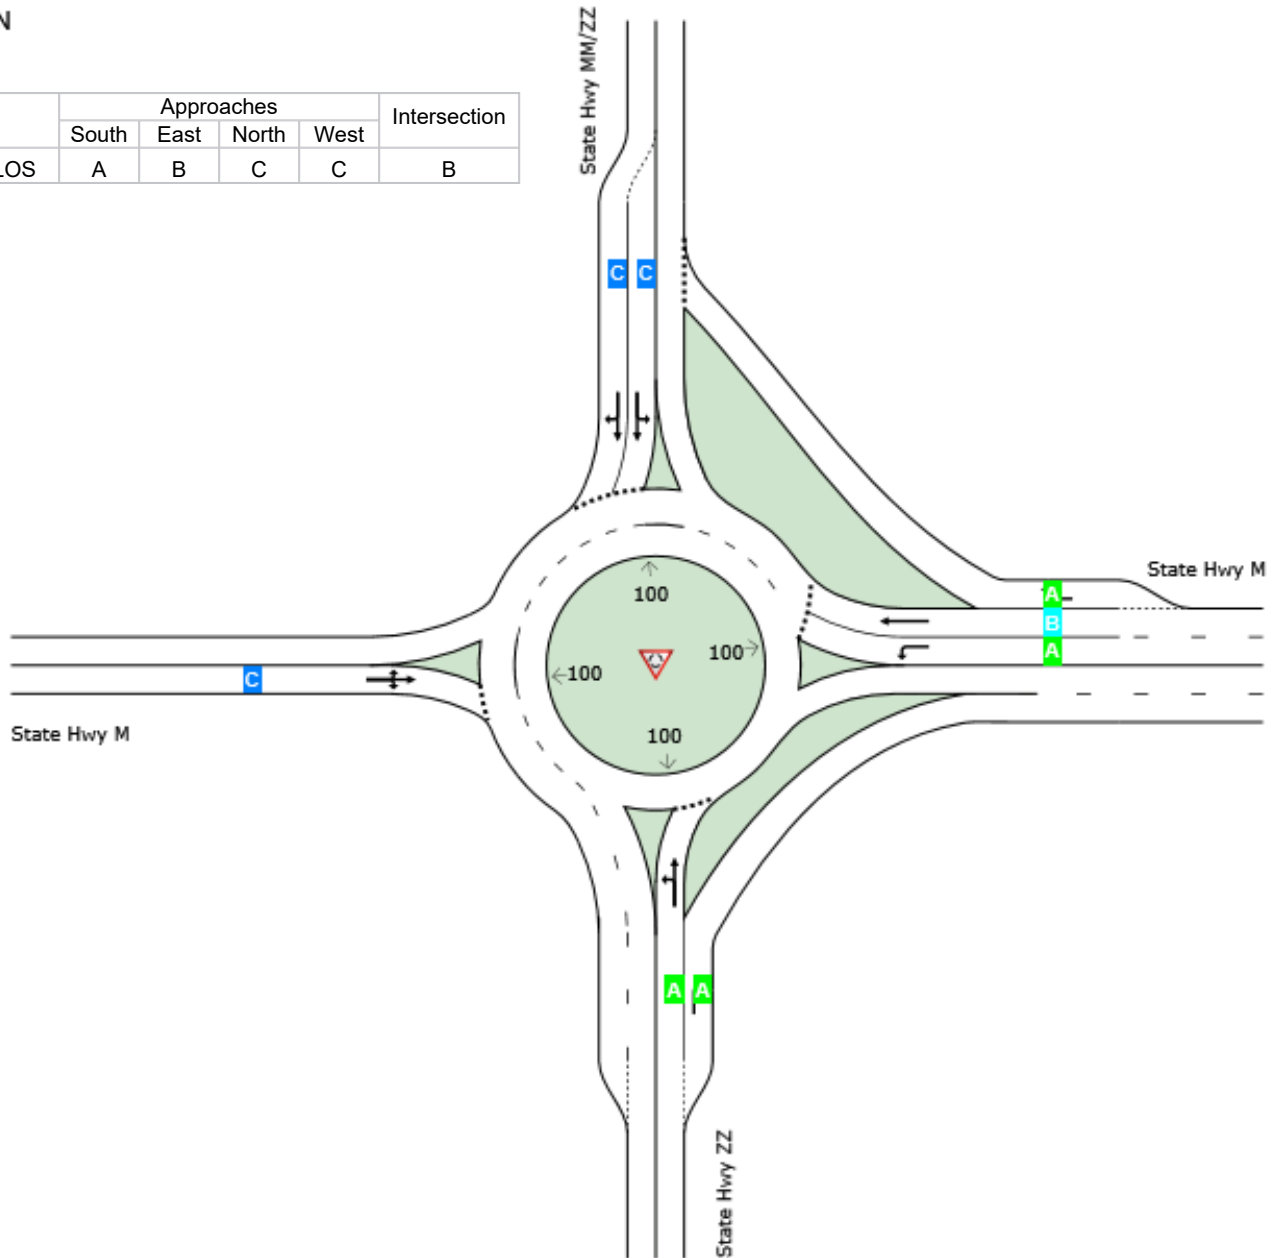 N
Approaches Intersection
South East North West
LOS A B C C B
State Hwy MM/ZZ
C C
State Hwy M
A
B
A
100
100
100
100
C
State Hwy M
A A
State Hwy ZZ